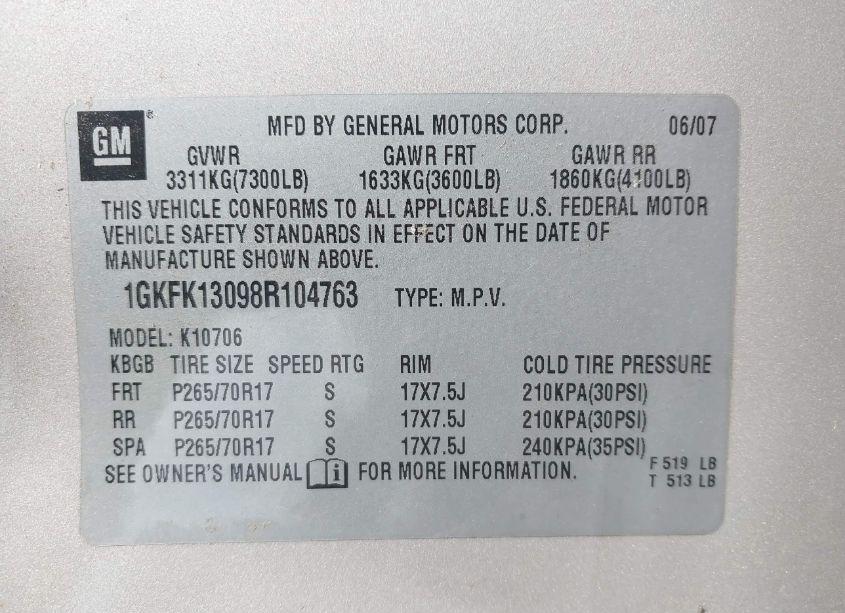 GM ®
MFD BY GENERAL MOTORS CORP. 06/07
GVWR GAWR FRT GAWR RR
3311KG(7300LB) 1633KG(3600LB) 1860KG(4100LB)
THIS VEHICLE CONFORMS TO ALL APPLICABLE U.S. FEDERAL MOTOR
VEHICLE SAFETY STANDARDS IN EFFECT ON THE DATE OF
MANUFACTURE SHOWN ABOVE.
1GKFK13098R104763 TYPE: M.P.V.
MODEL: K10706
KBGB TIRE SIZE SPEED RTG RIM COLD TIRE PRESSURE
FRT P265/70R17 S 17X7.5J 210KPA(30PSI)
RR P265/70R17 S 17X7.5J 210KPA(30PSI)
SPA P265/70R17 S 17X7.5J 240KPA(35PSI)
SEE OWNER'S MANUAL i FOR MORE INFORMATION.
F 519 LB
T 513 LB